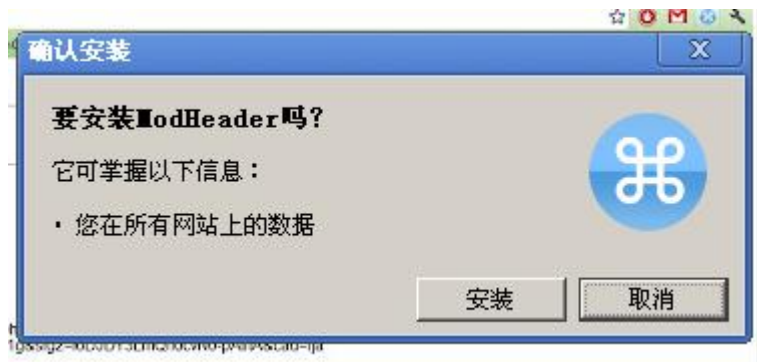 确认安装
X
要安装ModHeader吗?
它可掌握以下信息：
· 您在所有网站上的数据
安装
取消